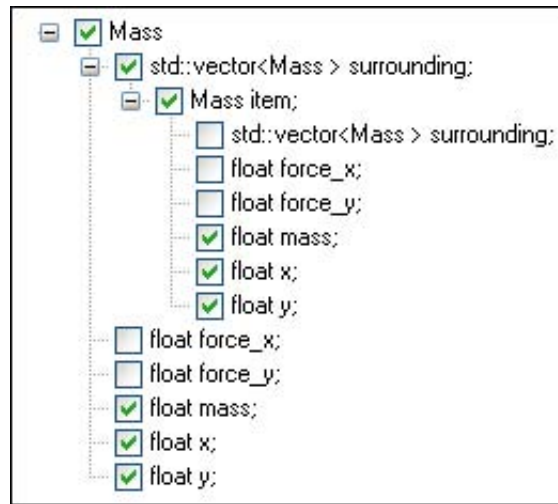 Mass
std::vector<Mass > surrounding;
Mass item;
std::vector<Mass > surrounding;
float force_x;
float force_y;
float mass;
float x;
float y;
float force_x;
float force_y;
float mass;
float x;
float y;